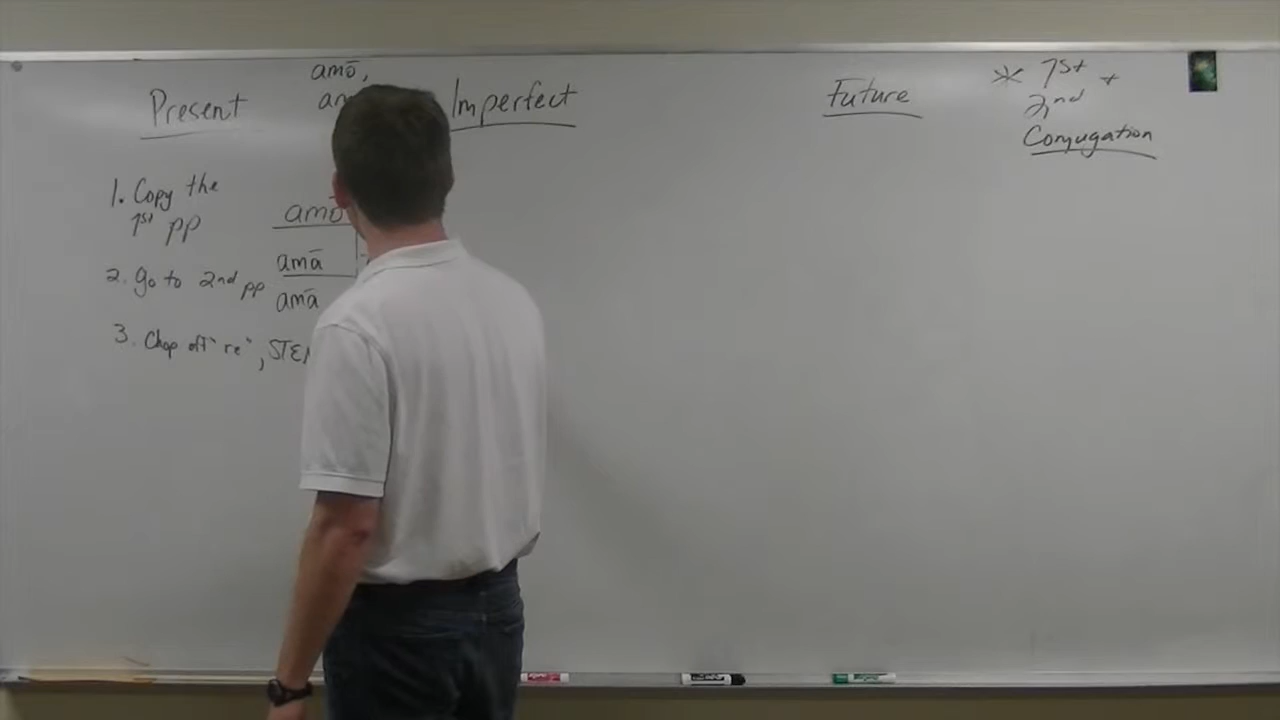 Present
amō,
Imperfect
Future
* 1st +
2nd
Conjugation
1. Copy the
1st pp
2. Go to 2nd pp
3. Chop off "re",
amō
amā
amā